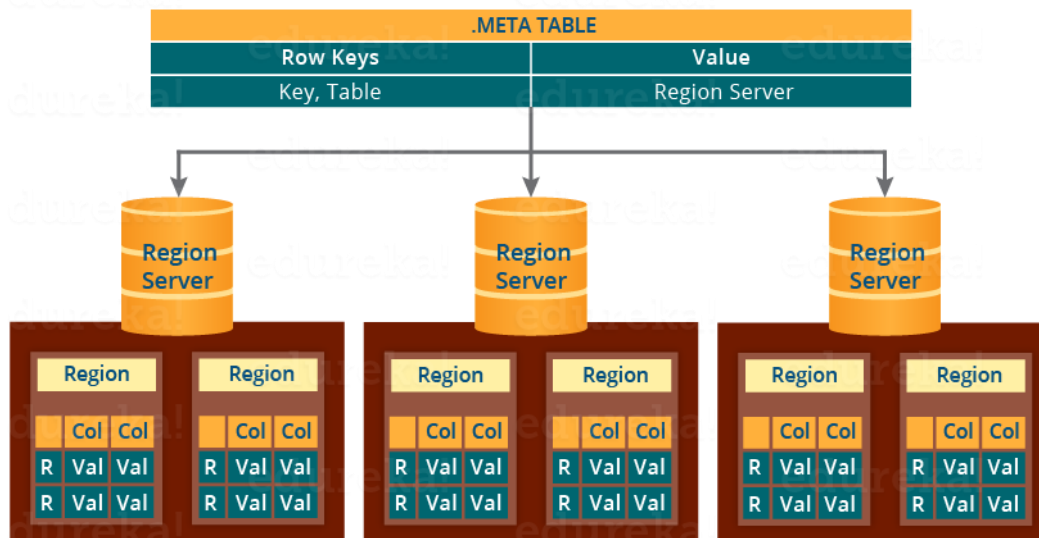 .META TABLE
Row Keys Value
Key, Table Region Server
Region Server
Region Server
Region Server
Region Region Region Region Region Region
Col Col Col Col Col Col Col Col Col Col Col Col
R Val Val R Val Val R Val Val R Val Val R Val Val R Val Val
R Val Val R Val Val R Val Val R Val Val R Val Val R Val Val
edureka!